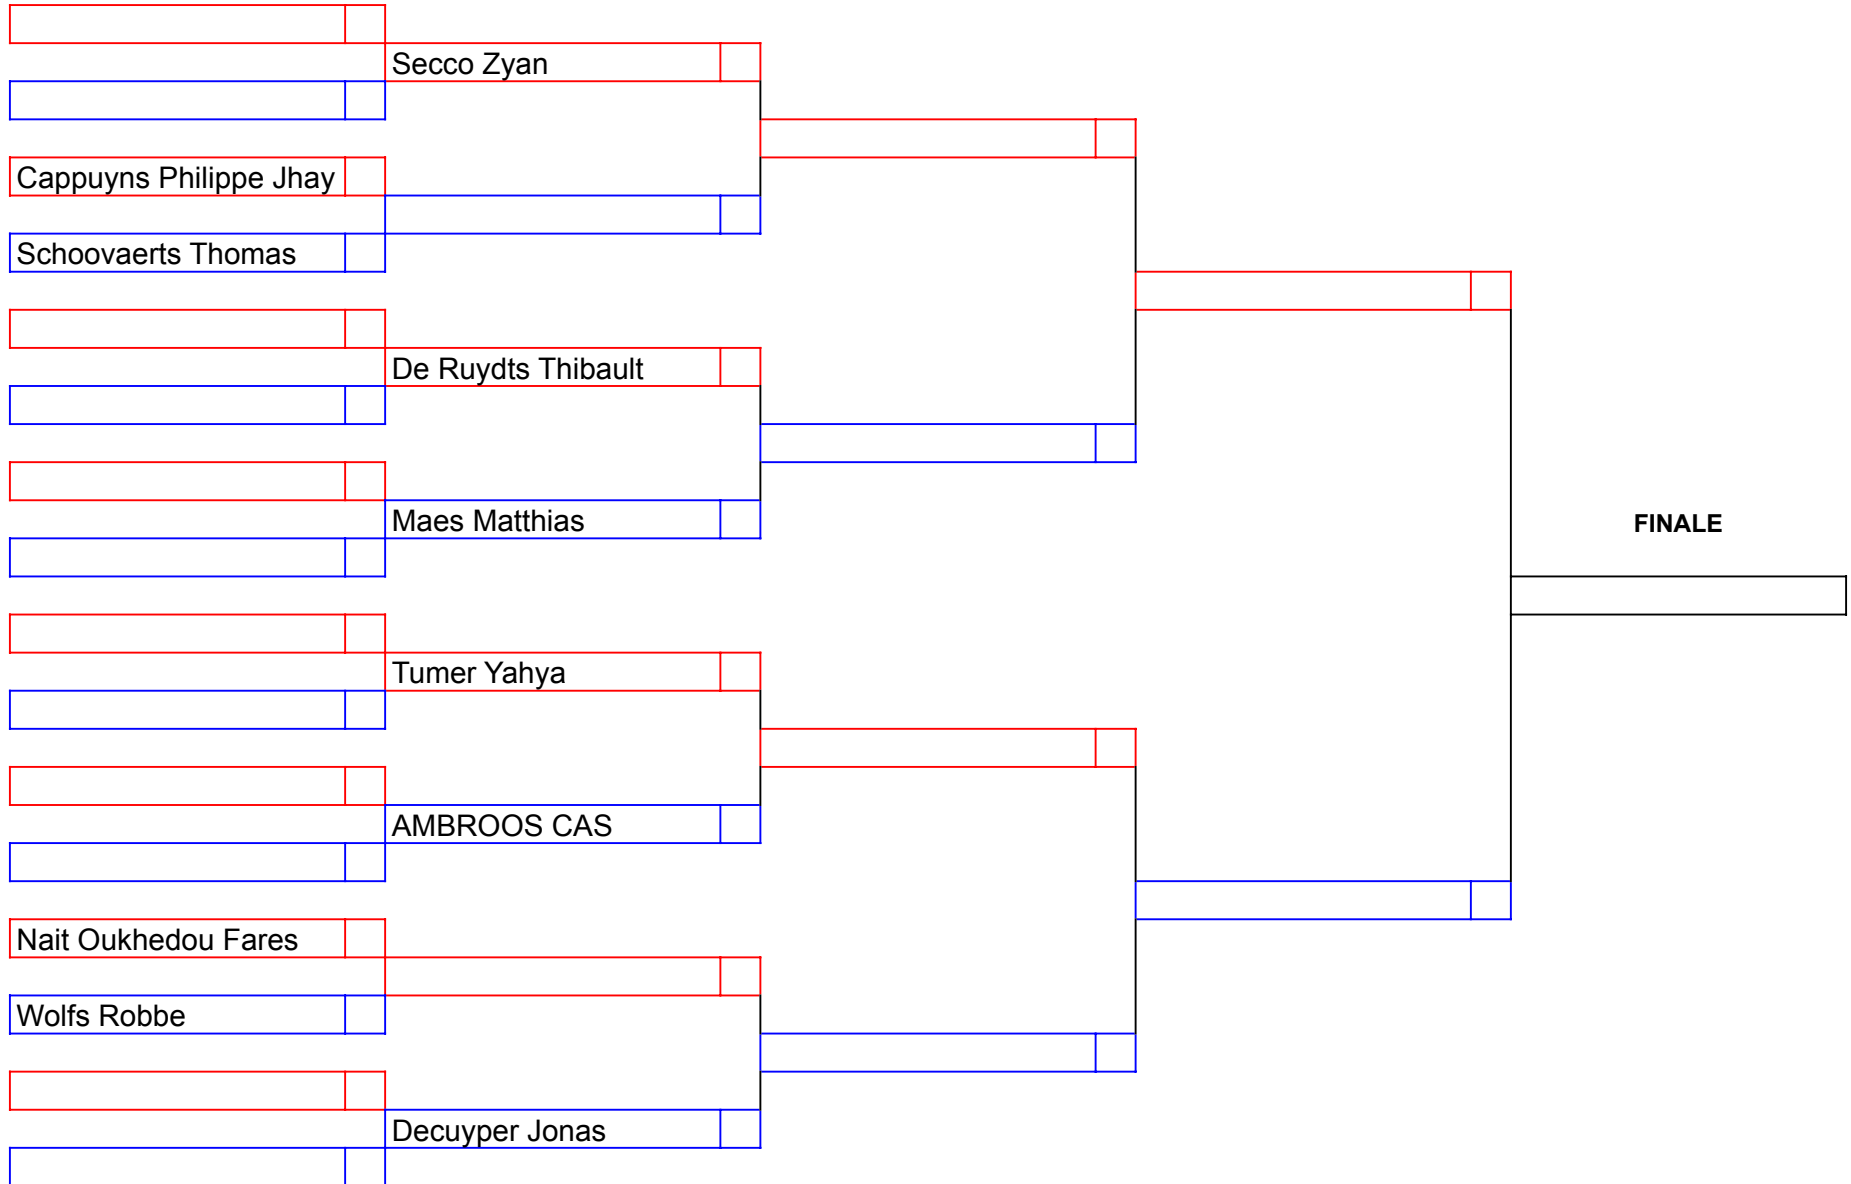 Secco Zyan
Cappuyns Philippe Jhay
Schoovaerts Thomas
De Ruydts Thibault
Maes Matthias
FINALE
Tumer Yahya
AMBROOS CAS
Nait Oukhedou Fares
Wolfs Robbe
Decuyper Jonas